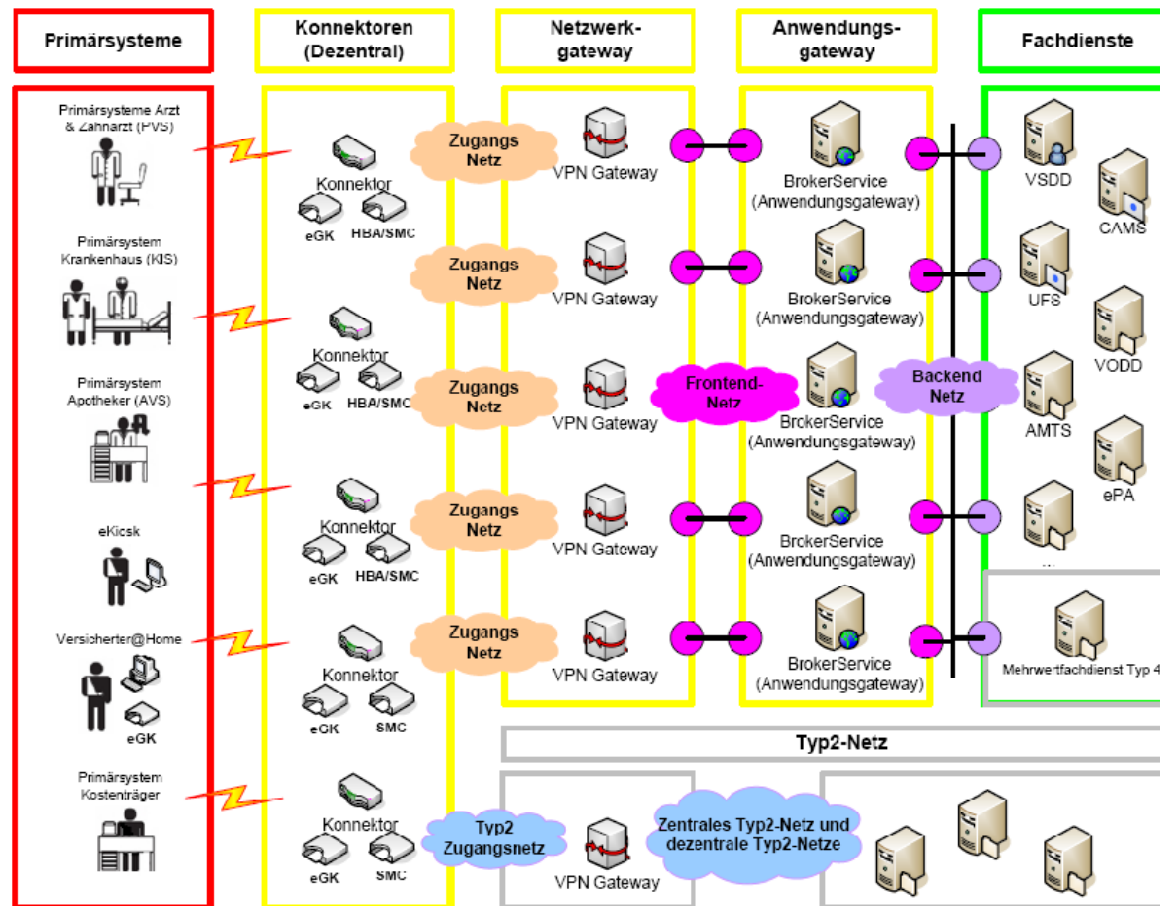 Primärsysteme
Konnektoren
(Dezentral)
Netzwerk-
gateway
Anwendungs-
gateway
Fachdienste
Primärsysteme Arzt
& Zahnarzt (PVS)
Primärsystem
Krankenhaus (KIS)
Primärsystem
Apotheker (AVS)
eKiosk
Versicherter@Home
eGK
Primärsystem
Kostenträger
Konnektor
eGK
HBA/SMC
Konnektor
eGK
HBA/SMC
Konnektor
eGK
HBA/SMC
Konnektor
eGK
SMC
Konnektor
eGK
SMC
Zugangs
Netz
Zugangs
Netz
Zugangs
Netz
Zugangs
Netz
Zugangs
Netz
Typ2
Zugangsnetz
VPN Gateway
VPN Gateway
VPN Gateway
VPN Gateway
VPN Gateway
Frontend-
Netz
BrokerService
(Anwendungsgateway)
BrokerService
(Anwendungsgateway)
BrokerService
(Anwendungsgateway)
BrokerService
(Anwendungsgateway)
BrokerService
(Anwendungsgateway)
Backend
Netz
VSDD
CAMS
UFS
VODD
AMTS
ePA
...
Mehrwertfachdienst Typ 4
Typ2-Netz
VPN Gateway
Zentrales Typ2-Netz und
dezentrale Typ2-Netze